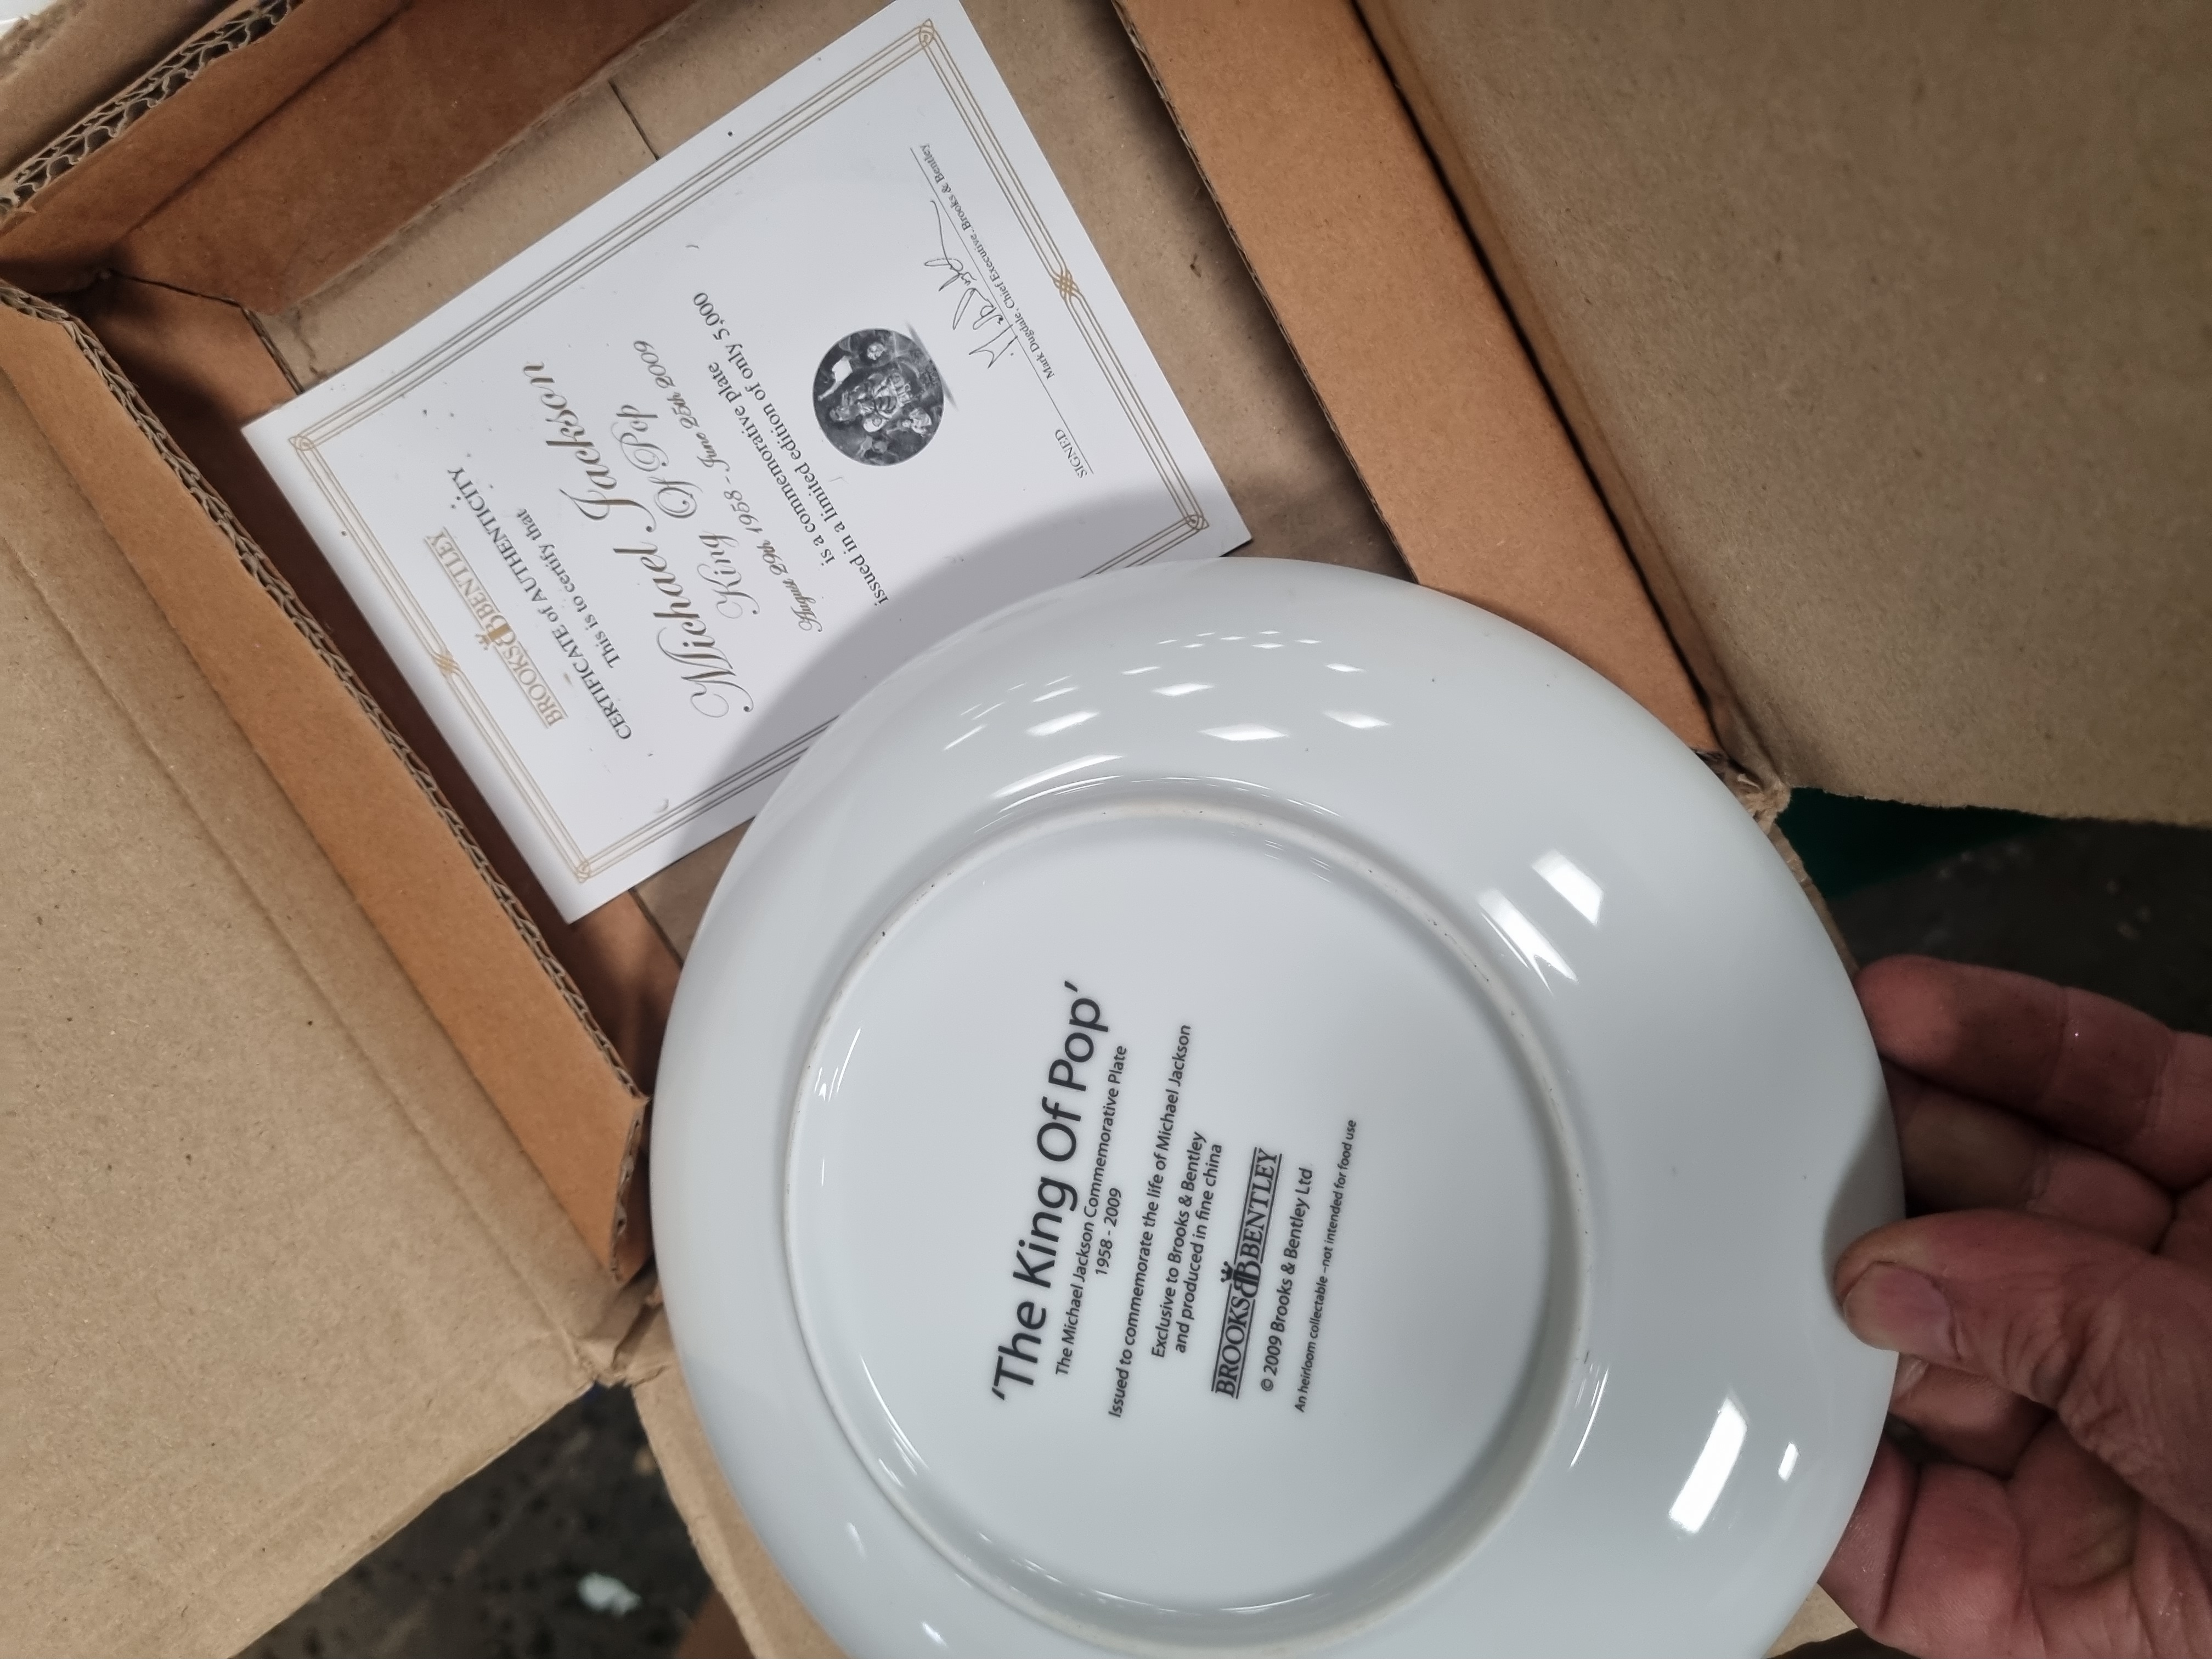 BROOKS & BENTLEY
CERTIFICATE of AUTHENTICITY
This is to certify that
Michael Jackson
King Of Pop
August 29th 1958 - June 25th 2009
is a commemorative plate
issued in a limited edition of only 5,000
SIGNED
Mark Dugdale, Chief Executive, Brooks & Bentley
'The King Of Pop'
The Michael Jackson Commemorative Plate
1958 - 2009
Issued to commemorate the life of Michael Jackson
Exclusive to Brooks & Bentley
and produced in fine china
BROOKS & BENTLEY
© 2009 Brooks & Bentley Ltd
An heirloom collectable –not intended for food use